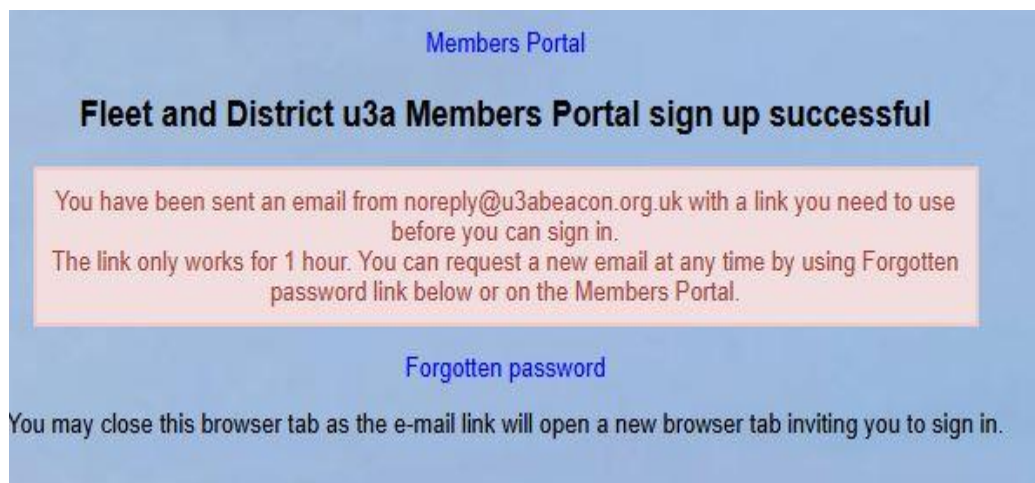 Members Portal
Fleet and District u3a Members Portal sign up successful
You have been sent an email from noreply@u3abeacon.org.uk with a link you need to use
before you can sign in.
The link only works for 1 hour. You can request a new email at any time by using Forgotten
password link below or on the Members Portal.
Forgotten password
You may close this browser tab as the e-mail link will open a new browser tab inviting you to sign in.